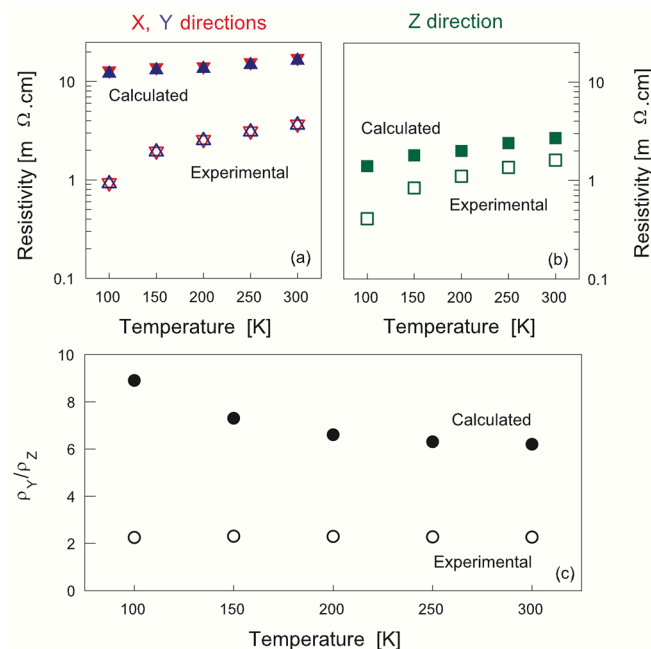 X, Y directions
Z direction
Resistivity [m Ω.cm]
10
1
0.1
Calculated
Experimental
(a)
100 150 200 250 300
Temperature [K]
Calculated
Experimental
(b)
100 150 200 250 300
Temperature [K]
10
1
0.1
Resistivity [m Ω.cm]
ρY/ρZ
10
8
6
4
2
0
Calculated
Experimental
(c)
100 150 200 250 300
Temperature [K]